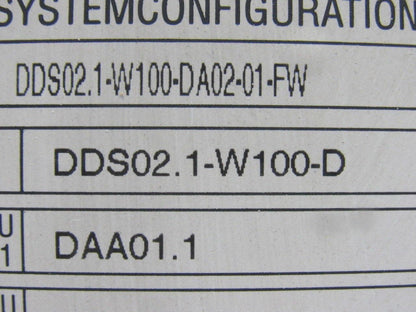 SYSTEMCONFIGURATION
DDS02.1-W100-DA02-01-FW
DDS02.1-W100-D
U
1
DAA01.1
U